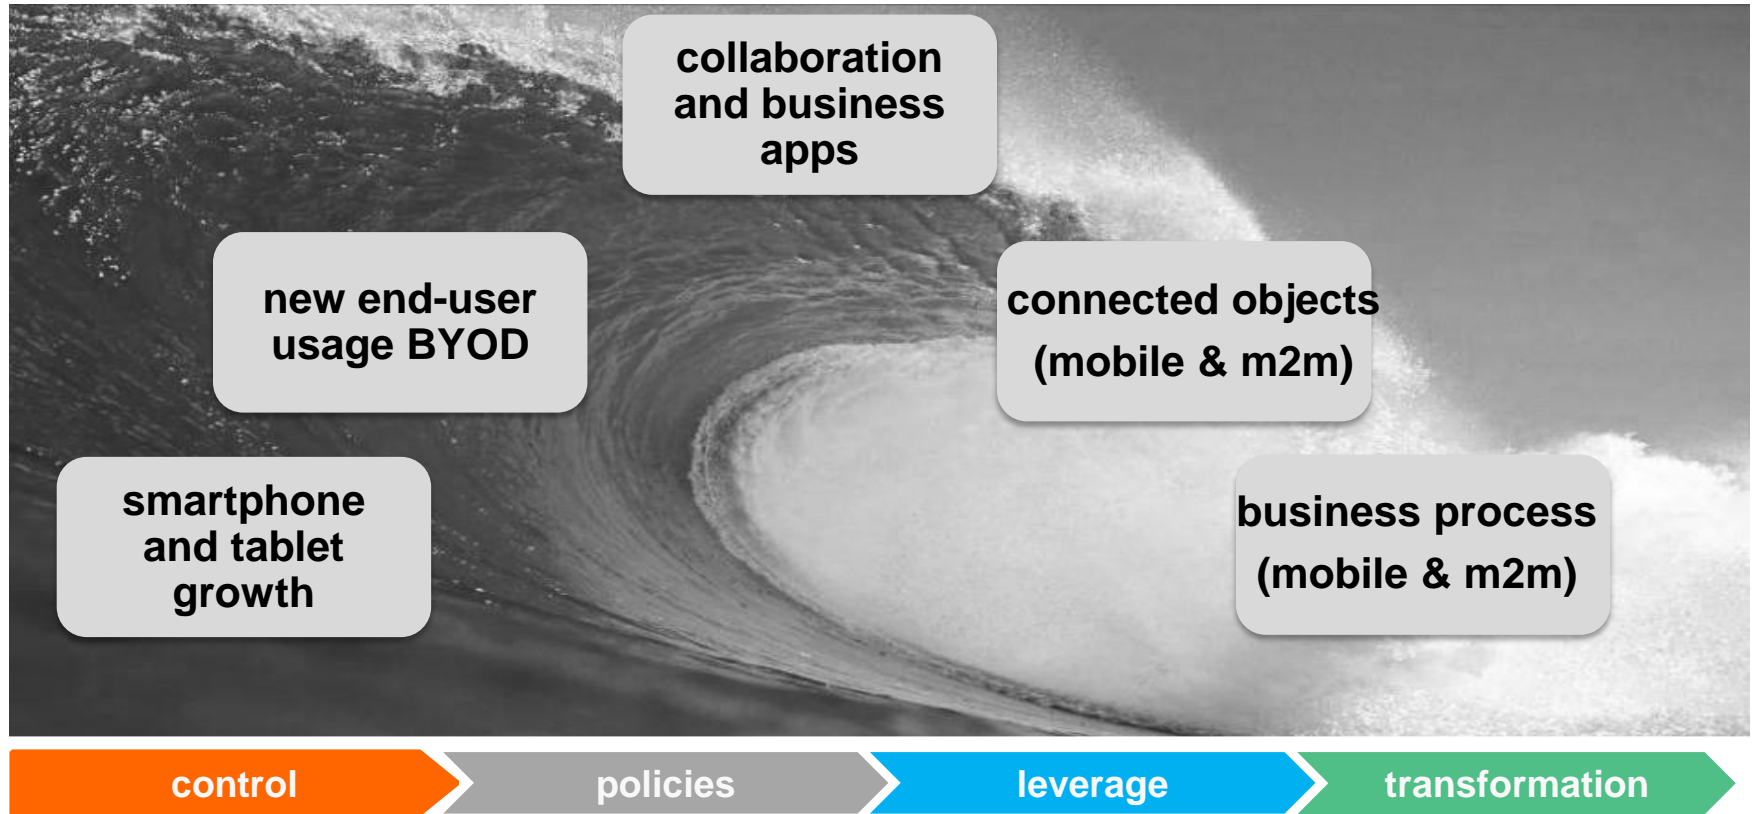 collaboration
and business
apps
new end-user
usage BYOD
connected objects
(mobile & m2m)
smartphone
and tablet
growth
business process
(mobile & m2m)
control
policies
leverage
transformation